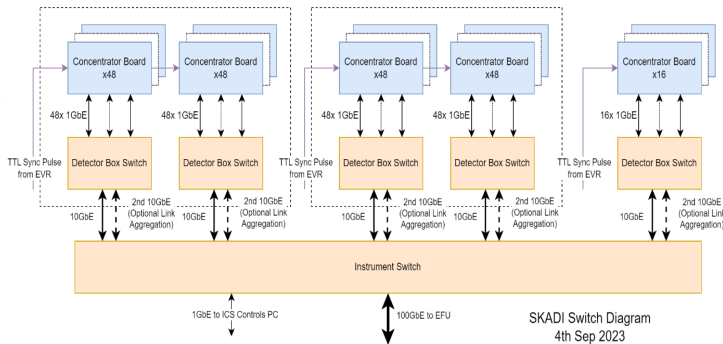 Concentrator Board
x48
Concentrator Board
x48
Concentrator Board
x48
Concentrator Board
x48
Concentrator Board
x16
48x 1GbE
48x 1GbE
48x 1GbE
48x 1GbE
16x 1GbE
TTL Sync Pulse
from EVR
Detector Box Switch
Detector Box Switch
TTL Sync Pulse
from EVR
Detector Box Switch
Detector Box Switch
TTL Sync Pulse
from EVR
Detector Box Switch
10GbE
2nd 10GbE
(Optional Link
Aggregation)
10GbE
2nd 10GbE
(Optional Link
Aggregation)
10GbE
2nd 10GbE
(Optional Link
Aggregation)
10GbE
2nd 10GbE
(Optional Link
Aggregation)
10GbE
2nd 10GbE
(Optional Link
Aggregation)
Instrument Switch
1GbE to ICS Controls PC
100GbE to EFU
SKADI Switch Diagram
4th Sep 2023